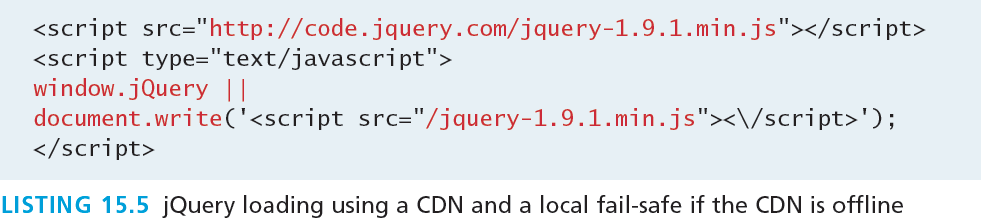 <script src="http://code.jquery.com/jquery-1.9.1.min.js"></script>
<script type="text/javascript">
window.jQuery ||
document.write('<script src="/jquery-1.9.1.min.js"><\/script>');
</script>
LISTING 15.5 jQuery loading using a CDN and a local fail-safe if the CDN is offline